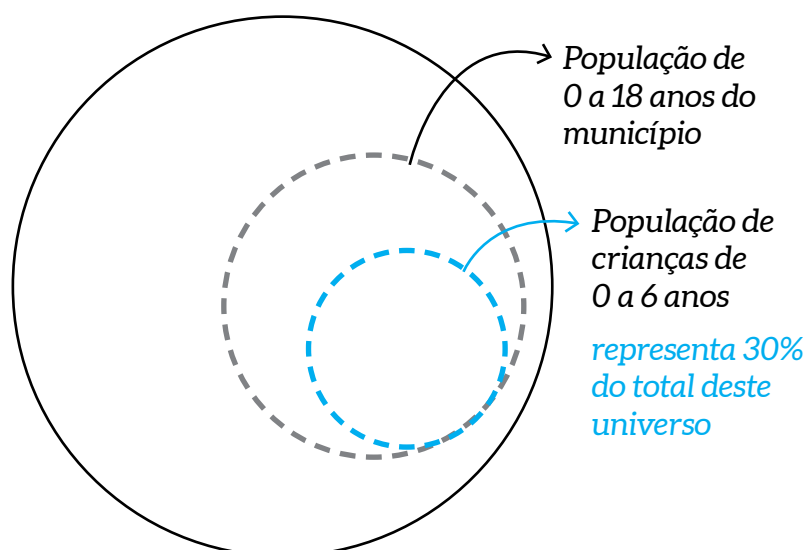 População de
0 a 18 anos do
município
População de
crianças de
0 a 6 anos
representa 30%
do total deste
universo